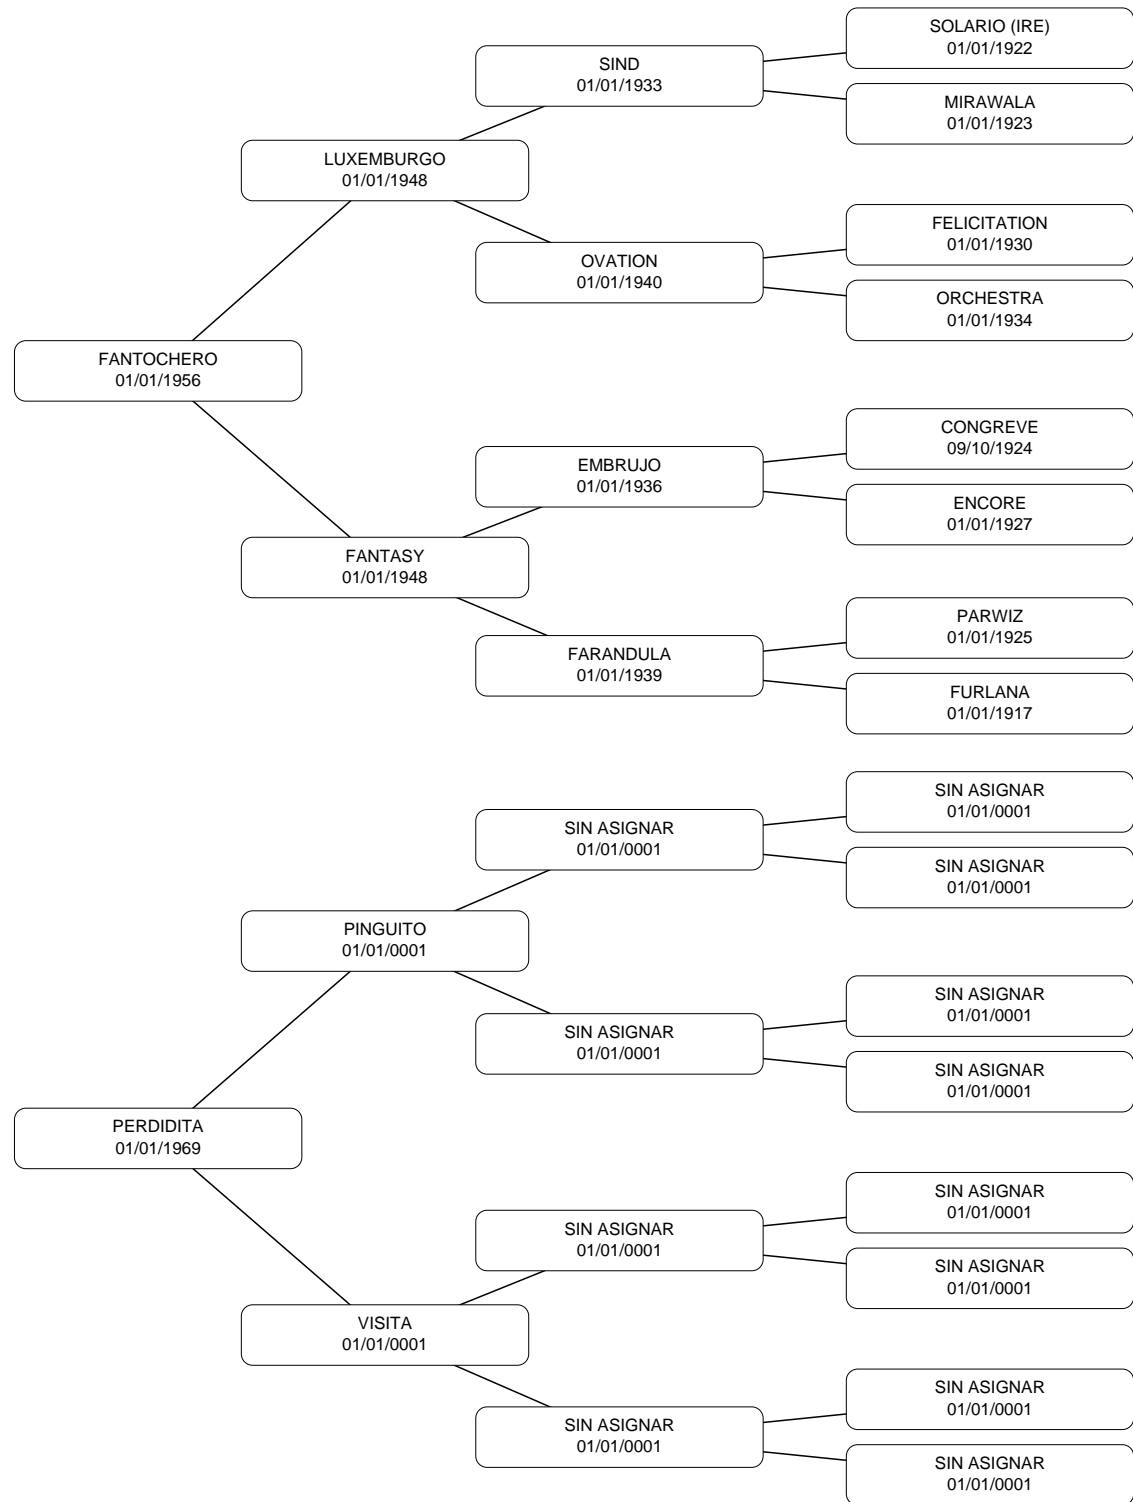 SOLARIO (IRE)
01/01/1922
SIND
01/01/1933
MIRAWALA
01/01/1923
LUXEMBURGO
01/01/1948
FELICITATION
01/01/1930
OVATION
01/01/1940
ORCHESTRA
01/01/1934
FANTOCHERO
01/01/1956
CONGREVE
09/10/1924
EMBRUJO
01/01/1936
ENCORE
01/01/1927
FANTASY
01/01/1948
PARWIZ
01/01/1925
FARANDULA
01/01/1939
FURLANA
01/01/1917
SIN ASIGNAR
01/01/0001
SIN ASIGNAR
01/01/0001
SIN ASIGNAR
01/01/0001
PINGUITO
01/01/0001
SIN ASIGNAR
01/01/0001
SIN ASIGNAR
01/01/0001
SIN ASIGNAR
01/01/0001
PERDIDITA
01/01/1969
SIN ASIGNAR
01/01/0001
SIN ASIGNAR
01/01/0001
SIN ASIGNAR
01/01/0001
VISITA
01/01/0001
SIN ASIGNAR
01/01/0001
SIN ASIGNAR
01/01/0001
SIN ASIGNAR
01/01/0001